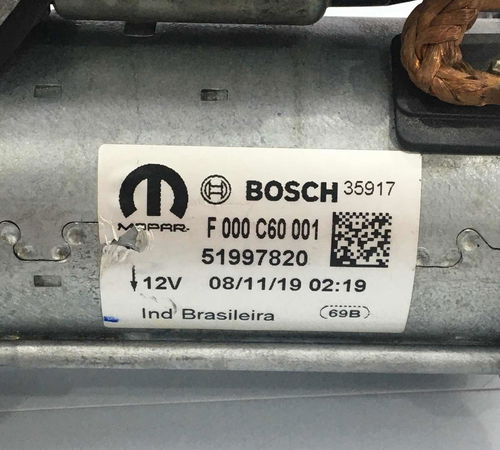 MOPAR
BOSCH 35917
F 000 C60 001
51997820
12V 08/11/19 02:19
Ind Brasileira 69B